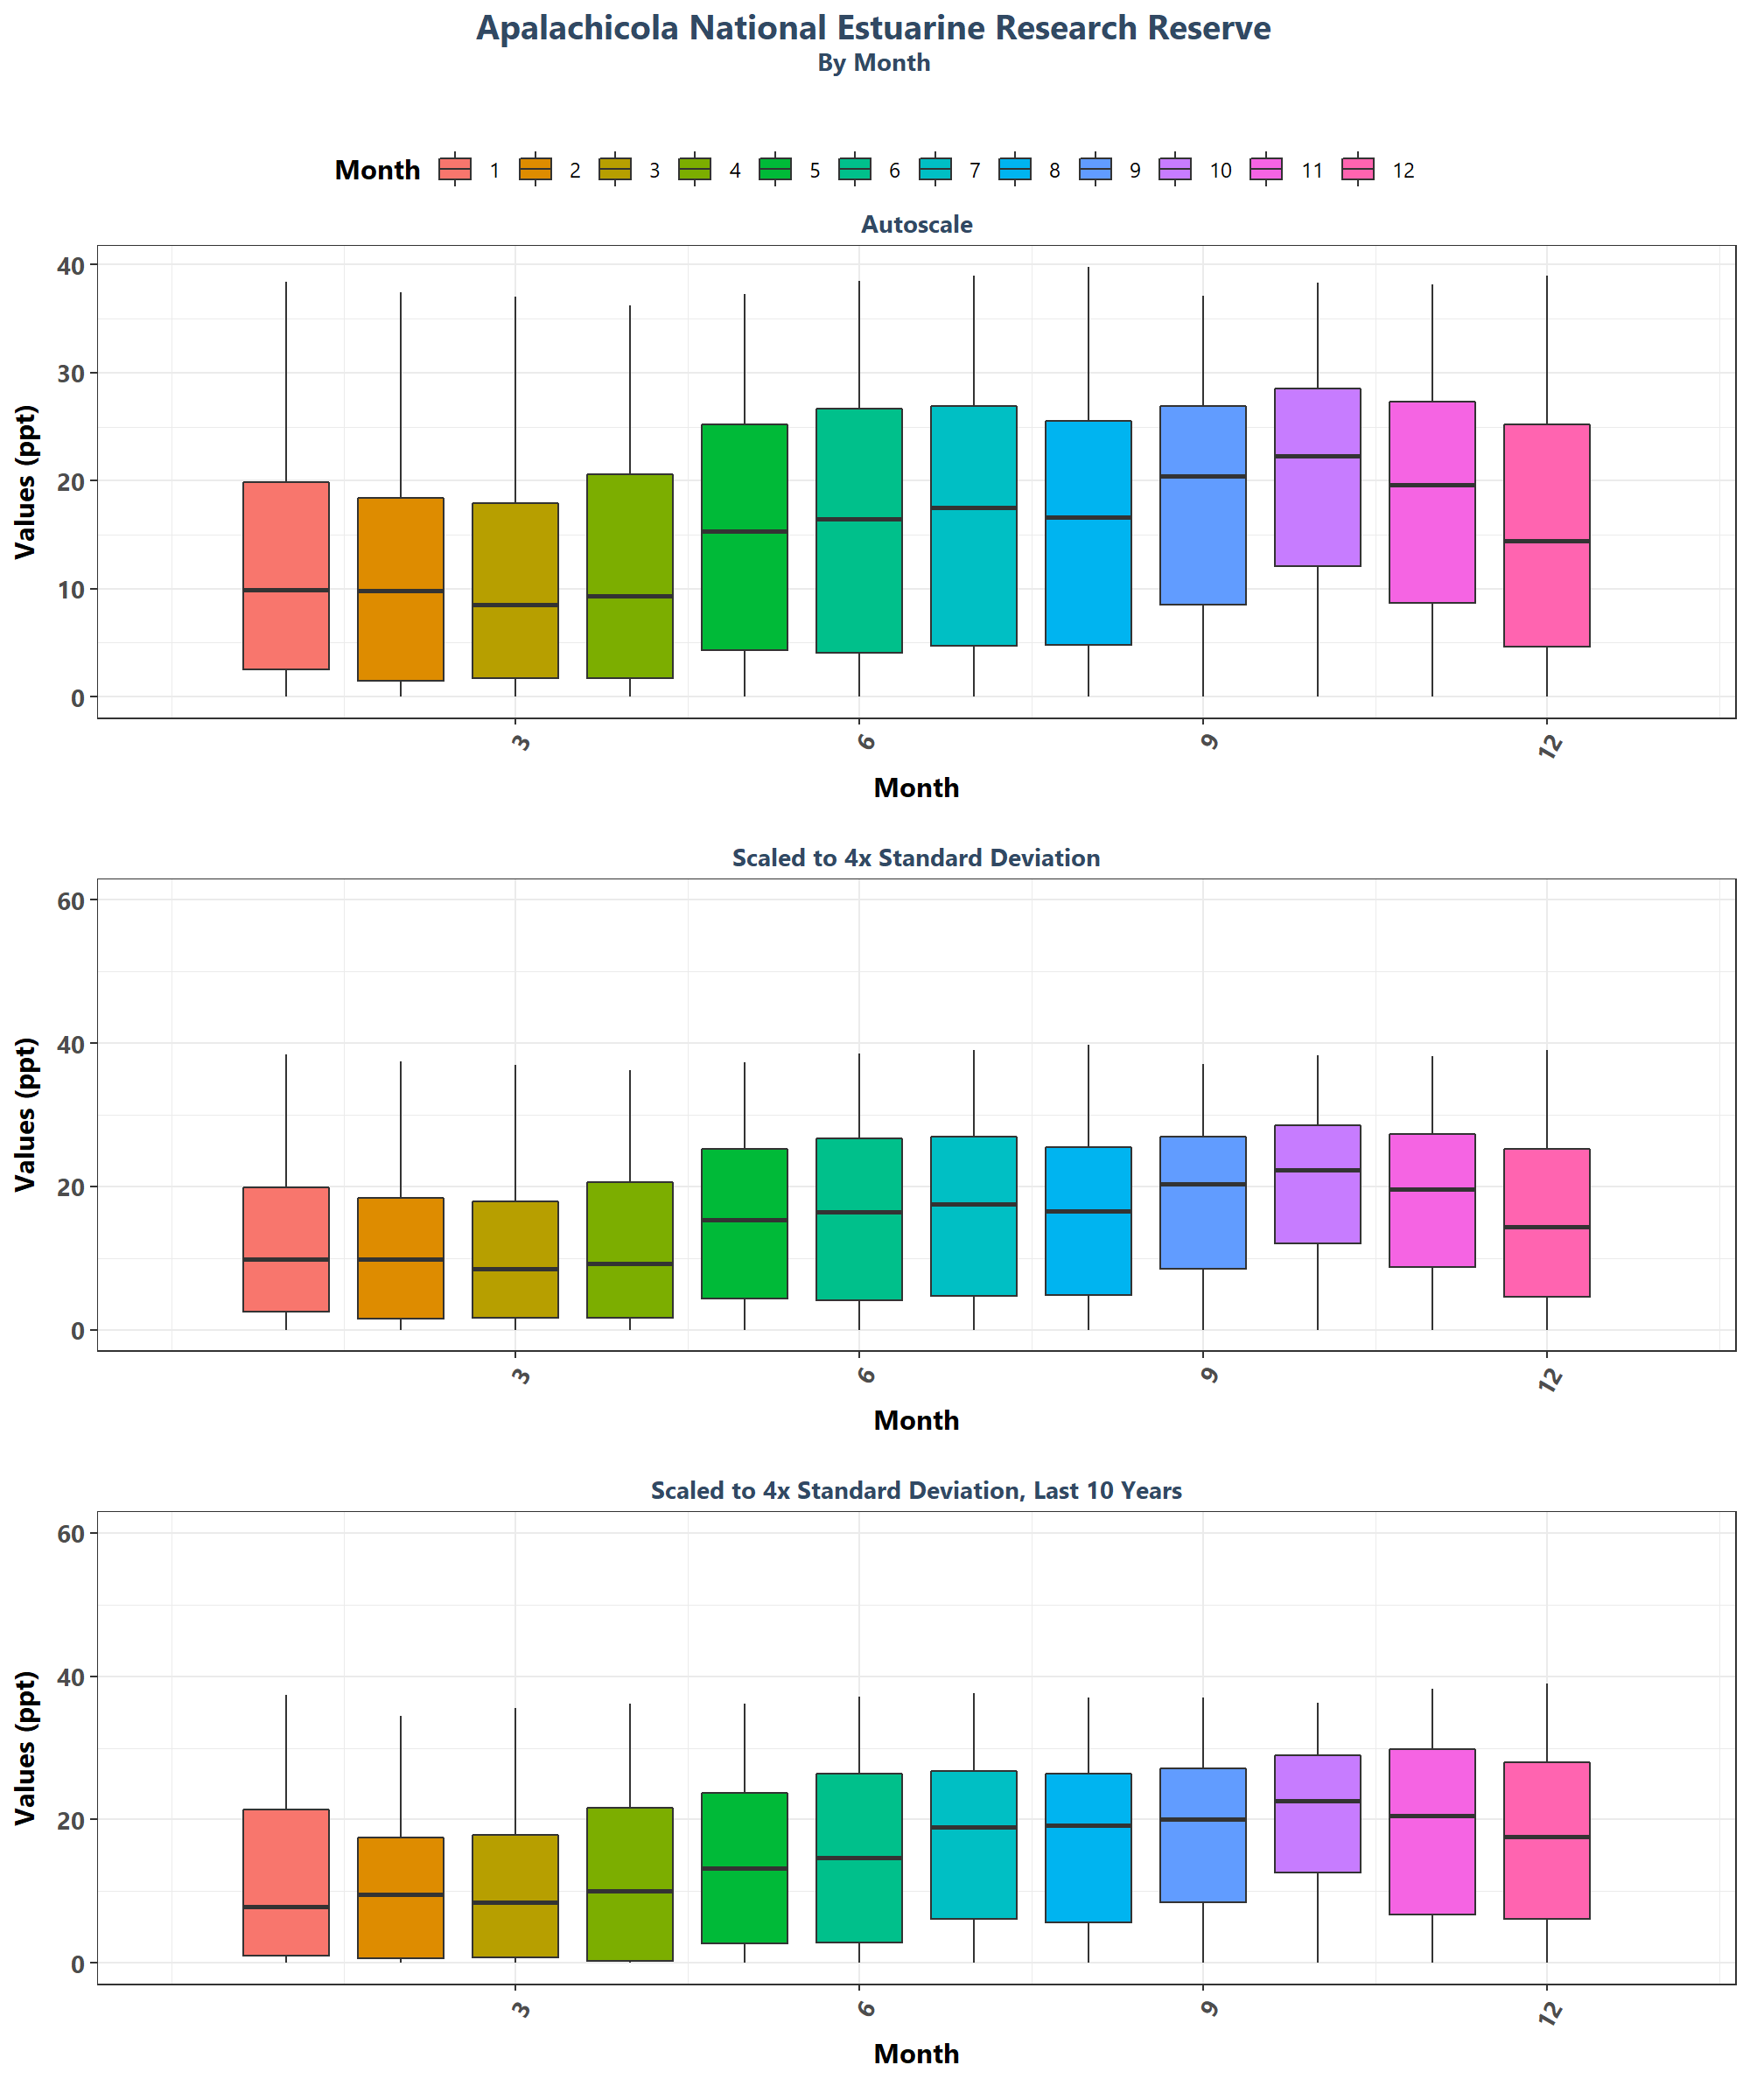 Apalachicola National Estuarine Research Reserve
By Month
Month 1 2 3 4 5 6 7 8 9 10 11 12
Autoscale
Values (ppt)
40
30
20
10
0
3 6 9 12
Month
Scaled to 4x Standard Deviation
Values (ppt)
60
40
20
0
3 6 9 12
Month
Scaled to 4x Standard Deviation, Last 10 Years
Values (ppt)
60
40
20
0
3 6 9 12
Month